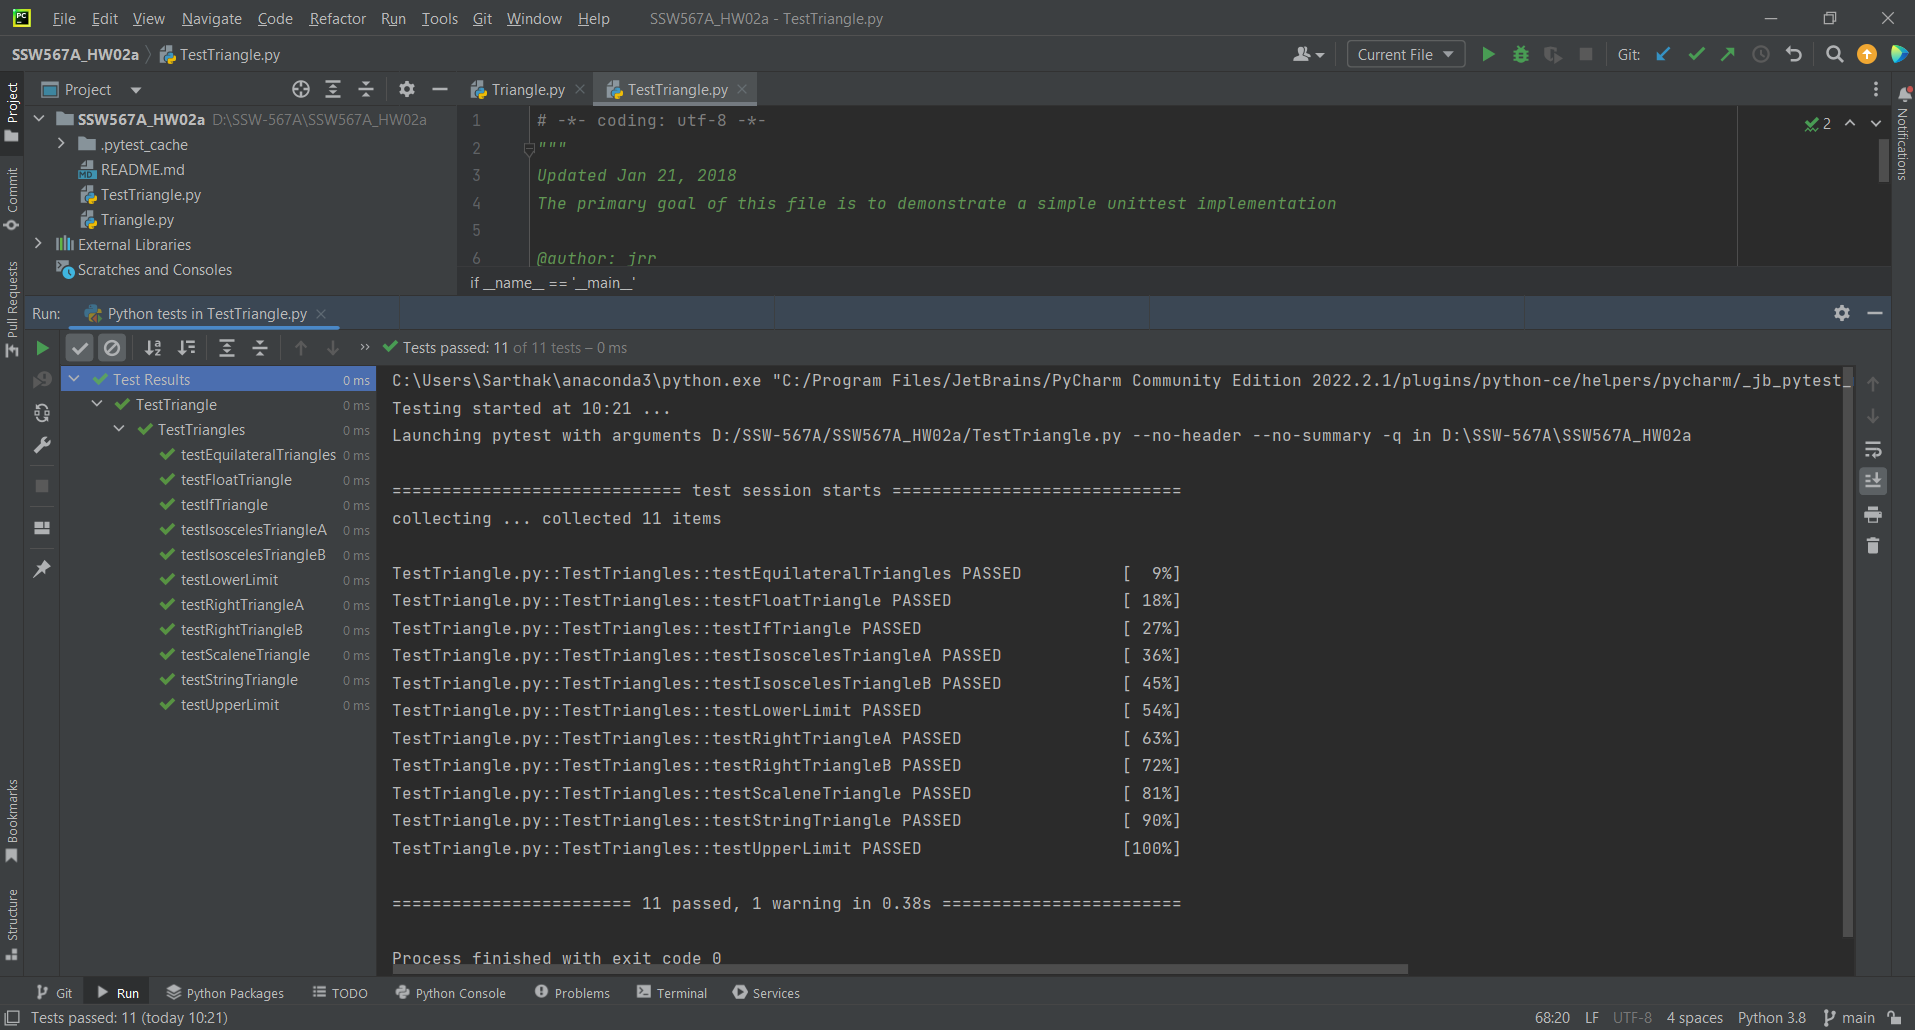 PC File Edit View Navigate Code Refactor Run Tools Git Window Help SSW567A_HW02a - TestTriangle.py
SSW567A_HW02a TestTriangle.py Current File Git:
Project
Commit
Pull Requests
Bookmarks
Structure
Notifications
Project
SSW567A_HW02a D:\SSW-567A\SSW567A_HW02a
.pytest_cache
MD README.md
TestTriangle.py
Triangle.py
External Libraries
Scratches and Consoles
Triangle.py TestTriangle.py
1 # -*- coding: utf-8 -*-
2 """
3 Updated Jan 21, 2018
4 The primary goal of this file is to demonstrate a simple unittest implementation
5
6 @author: jrr
2
if __name__ == '__main__'
Run: Python tests in TestTriangle.py
Tests passed: 11 of 11 tests – 0 ms
Test Results 0 ms
TestTriangle 0 ms
TestTriangles 0 ms
testEquilateralTriangles 0 ms
testFloatTriangle 0 ms
testIfTriangle 0 ms
testIsoscelesTriangleA 0 ms
testIsoscelesTriangleB 0 ms
testLowerLimit 0 ms
testRightTriangleA 0 ms
testRightTriangleB 0 ms
testScaleneTriangle 0 ms
testStringTriangle 0 ms
testUpperLimit 0 ms
C:\Users\Sarthak\anaconda3\python.exe "C:/Program Files/JetBrains/PyCharm Community Edition 2022.2.1/plugins/python-ce/helpers/pycharm/_jb_pytest_
Testing started at 10:21 ...
Launching pytest with arguments D:/SSW-567A/SSW567A_HW02a/TestTriangle.py --no-header --no-summary -q in D:\SSW-567A\SSW567A_HW02a
============================= test session starts =============================
collecting ... collected 11 items
TestTriangle.py::TestTriangles::testEquilateralTriangles PASSED [  9%]
TestTriangle.py::TestTriangles::testFloatTriangle PASSED [ 18%]
TestTriangle.py::TestTriangles::testIfTriangle PASSED [ 27%]
TestTriangle.py::TestTriangles::testIsoscelesTriangleA PASSED [ 36%]
TestTriangle.py::TestTriangles::testIsoscelesTriangleB PASSED [ 45%]
TestTriangle.py::TestTriangles::testLowerLimit PASSED [ 54%]
TestTriangle.py::TestTriangles::testRightTriangleA PASSED [ 63%]
TestTriangle.py::TestTriangles::testRightTriangleB PASSED [ 72%]
TestTriangle.py::TestTriangles::testScaleneTriangle PASSED [ 81%]
TestTriangle.py::TestTriangles::testStringTriangle PASSED [ 90%]
TestTriangle.py::TestTriangles::testUpperLimit PASSED [100%]
======================== 11 passed, 1 warning in 0.38s ========================
Process finished with exit code 0
Git Run Python Packages TODO Python Console Problems Terminal Services
Tests passed: 11 (today 10:21) 68:20 LF UTF-8 4 spaces Python 3.8 main